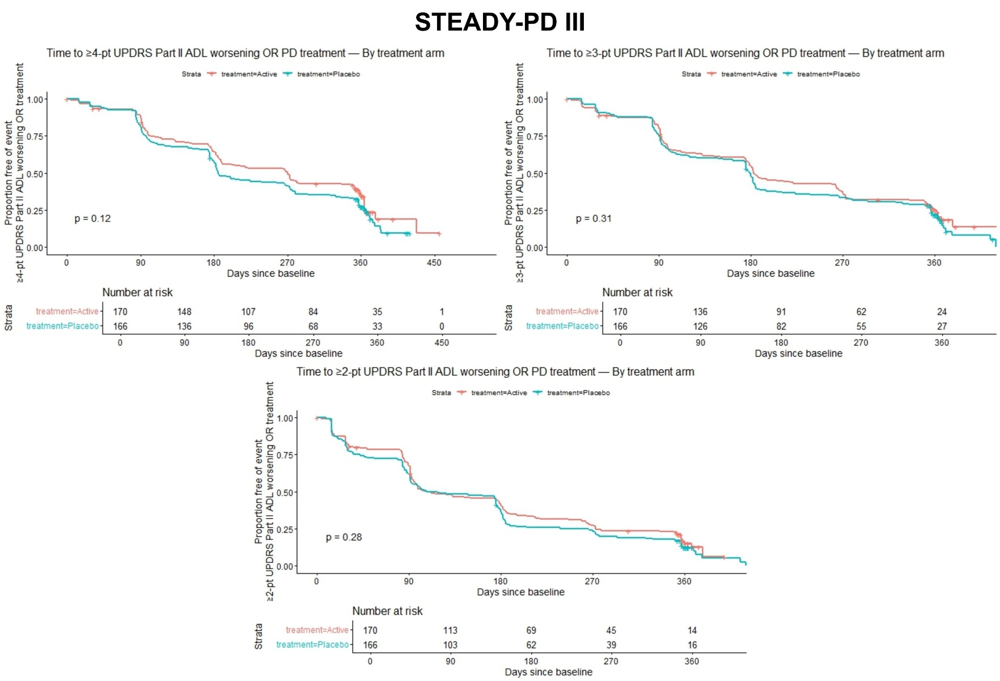 STEADY-PD III
Time to ≥4-pt UPDRS Part II ADL worsening OR PD treatment — By treatment arm
Strata treatment=Active treatment=Placebo
Proportion free of event
≥4-pt UPDRS Part II ADL worsening OR treatment
1.00
0.75
0.50
0.25
0.00
p = 0.12
0 90 180 270 360 450
Days since baseline
Number at risk
Strata
treatment=Active 170 148 107 84 35 1
treatment=Placebo 166 136 96 68 33 0
0 90 180 270 360 450
Days since baseline
Time to ≥3-pt UPDRS Part II ADL worsening OR PD treatment — By treatment arm
Strata treatment=Active treatment=Placebo
Proportion free of event
≥3-pt UPDRS Part II ADL worsening OR treatment
1.00
0.75
0.50
0.25
0.00
p = 0.31
0 90 180 270 360
Days since baseline
Number at risk
Strata
treatment=Active 170 136 91 62 24
treatment=Placebo 166 126 82 55 27
0 90 180 270 360
Days since baseline
Time to ≥2-pt UPDRS Part II ADL worsening OR PD treatment — By treatment arm
Strata treatment=Active treatment=Placebo
Proportion free of event
≥2-pt UPDRS Part II ADL worsening OR treatment
1.00
0.75
0.50
0.25
0.00
p = 0.28
0 90 180 270 360
Days since baseline
Number at risk
Strata
treatment=Active 170 113 69 45 14
treatment=Placebo 166 103 62 39 16
0 90 180 270 360
Days since baseline